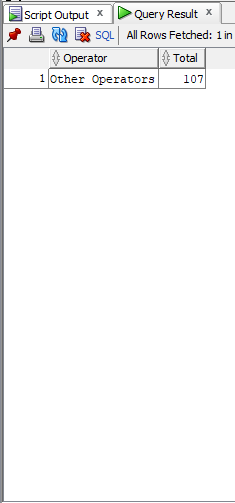 Script Output x Query Result x
SQL All Rows Fetched: 1 in
Operator Total
1 Other Operators 107